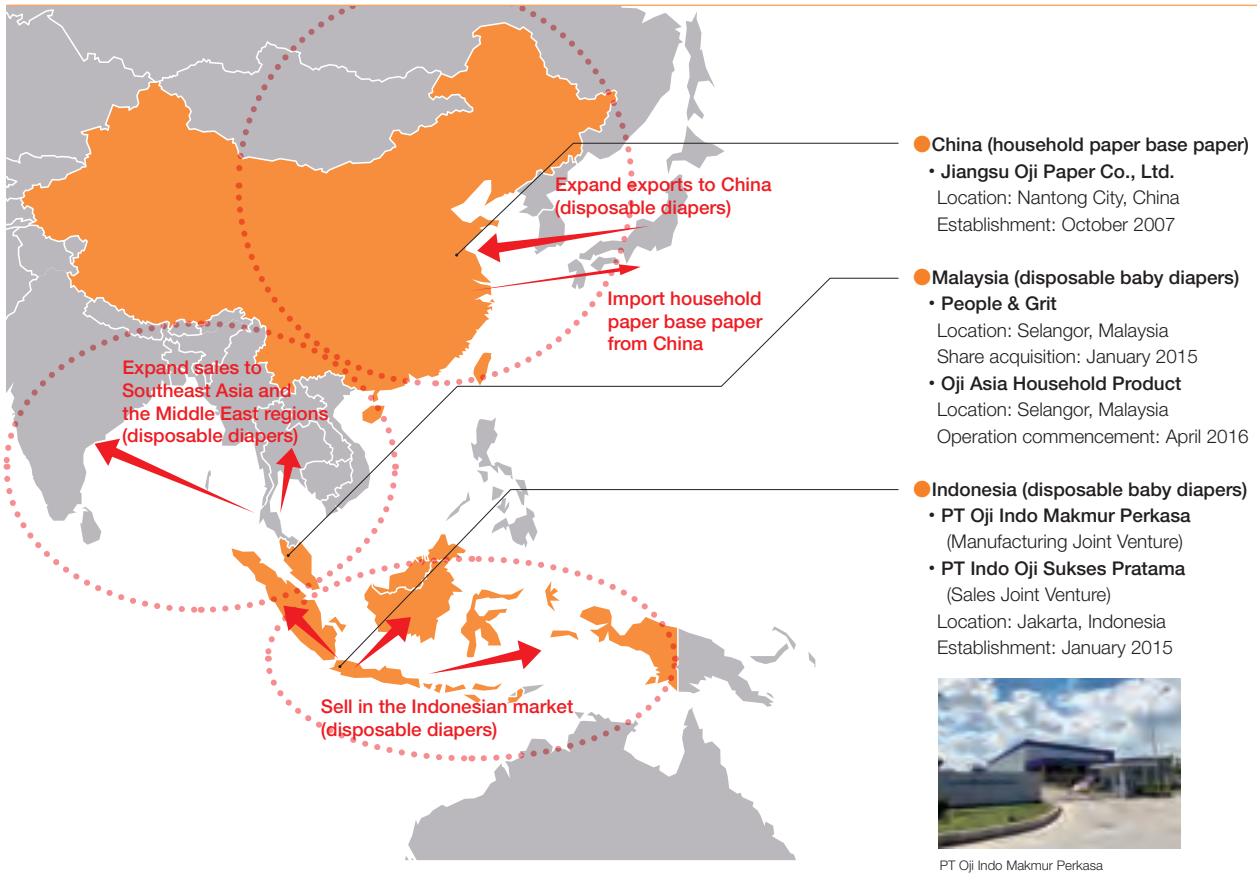 Expand exports to China
(disposable diapers)
Import household
paper base paper
from China
Expand sales to
Southeast Asia and
the Middle East regions
(disposable diapers)
Sell in the Indonesian market
(disposable diapers)
China (household paper base paper)
• Jiangsu Oji Paper Co., Ltd.
Location: Nantong City, China
Establishment: October 2007
Malaysia (disposable baby diapers)
• People & Grit
Location: Selangor, Malaysia
Share acquisition: January 2015
• Oji Asia Household Product
Location: Selangor, Malaysia
Operation commencement: April 2016
Indonesia (disposable baby diapers)
• PT Oji Indo Makmur Perkasa
(Manufacturing Joint Venture)
• PT Indo Oji Sukses Pratama
(Sales Joint Venture)
Location: Jakarta, Indonesia
Establishment: January 2015
PT Oji Indo Makmur Perkasa